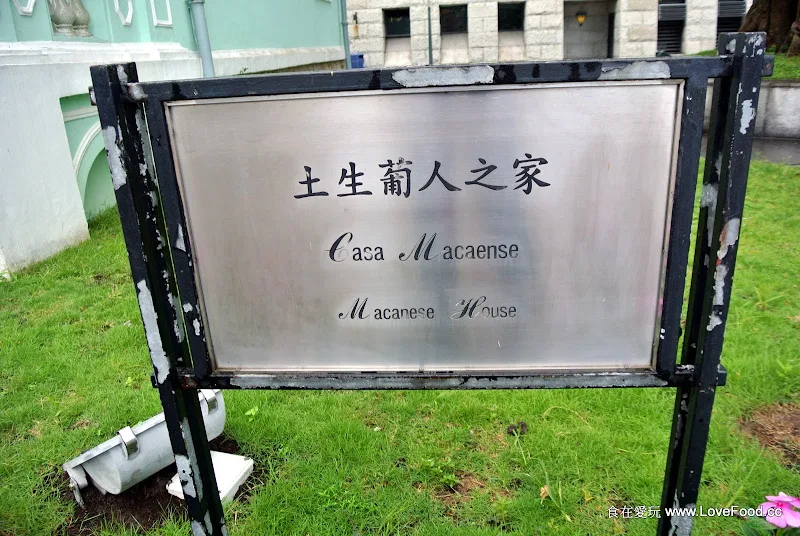 土生葡人之家
Casa Macaense
Macanese House
食在愛玩 www.LoveFood.cc